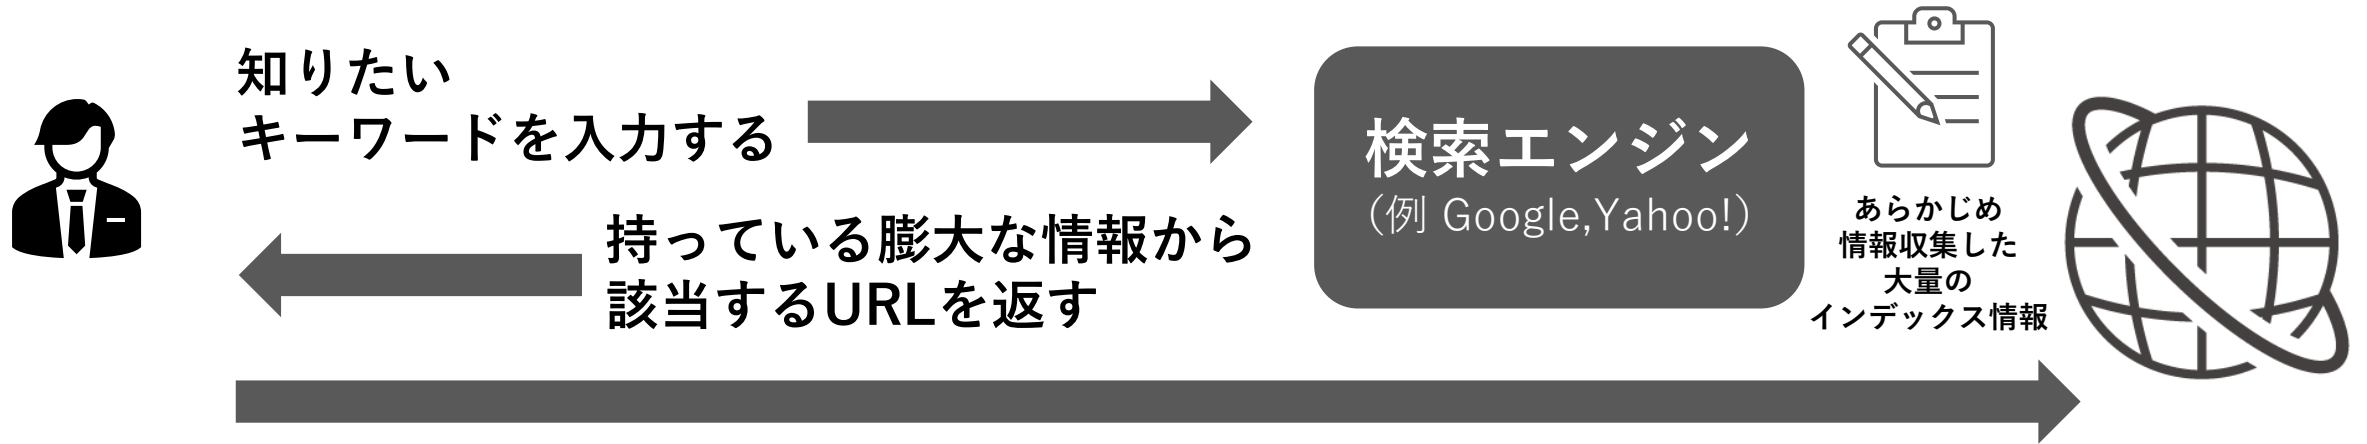 知りたい
キーワードを入力する
持っている膨大な情報から
該当するURLを返す
検索エンジン
（例 Google,Yahoo!）
あらかじめ
情報収集した
大量の
インデックス情報